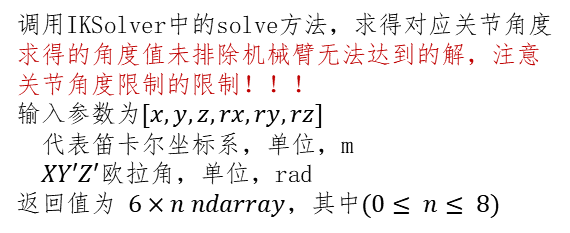 调用IKSolver中的solve方法，求得对应关节角度
求得的角度值未排除机械臂无法达到的解，注意
关节角度限制的限制！！！
输入参数为[x,y,z,rx,ry,rz]
代表笛卡尔坐标系，单位，m
XY′Z′欧拉角，单位，rad
返回值为 6 × n ndarray，其中(0 ≤ n ≤ 8)